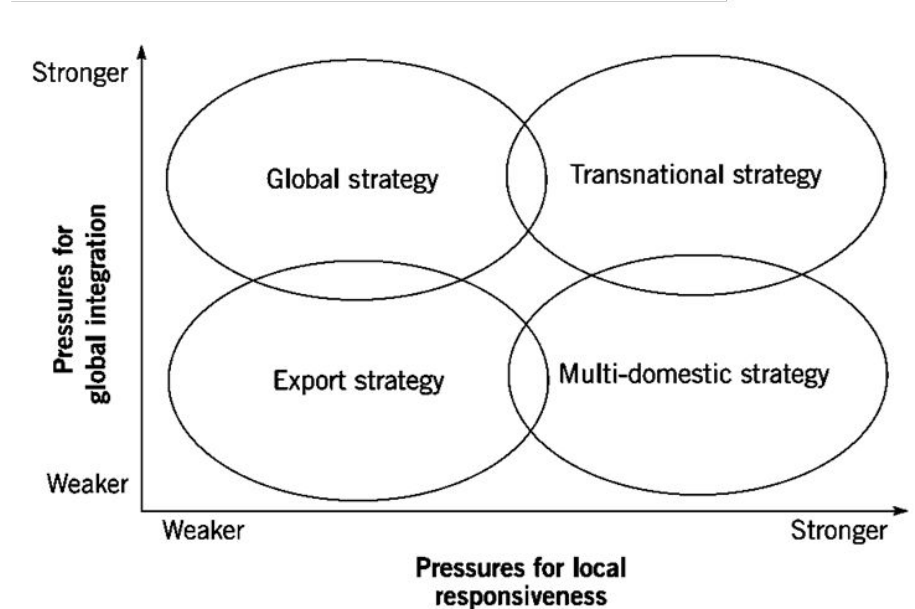 Stronger
Global strategy
Transnational strategy
Pressures for
global integration
Export strategy
Multi-domestic strategy
Weaker
Weaker
Stronger
Pressures for local
responsiveness